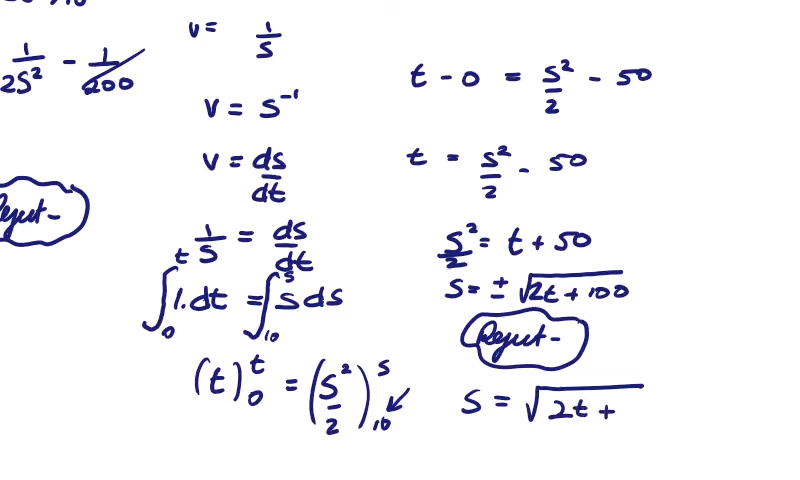 1/2S² - 1/200
Reject -
v = 1/s
v = s⁻¹
v = ds/dt
1/s = ds/dt
∫₀ᵗ 1.dt = ∫₁₀ˢ s ds
(t)₀ᵗ = (s²/2)₁₀ˢ
t - 0 = s²/2 - 50
t = s²/2 - 50
s²/2 = t + 50
s = ± √(2t + 100)
Reject -
s = √(2t +